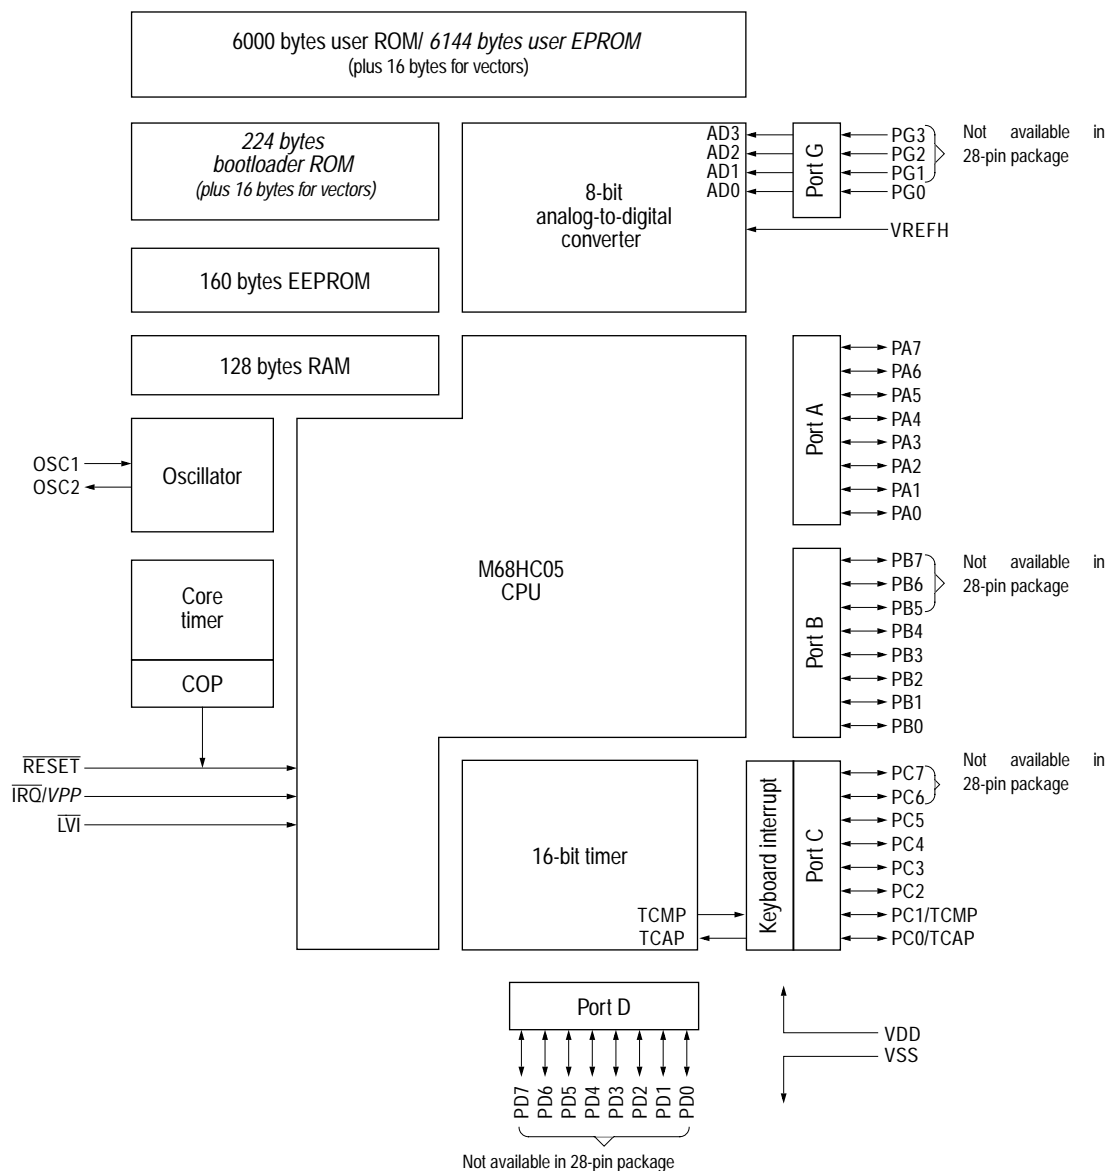 6000 bytes user ROM/ 6144 bytes user EPROM
(plus 16 bytes for vectors)
224 bytes
bootloader ROM
(plus 16 bytes for vectors)
160 bytes EEPROM
128 bytes RAM
8-bit
analog-to-digital
converter
AD3
AD2
AD1
AD0
Port G
PG3
PG2
PG1
PG0
VREFH
Not available in
28-pin package
OSC1
OSC2
Oscillator
Core
timer
COP
RESET
IRQ/VPP
LVI
M68HC05
CPU
Port A
PA7
PA6
PA5
PA4
PA3
PA2
PA1
PA0
Port B
PB7
PB6
PB5
PB4
PB3
PB2
PB1
PB0
Not available in
28-pin package
16-bit timer
TCMP
TCAP
Keyboard interrupt
Port C
PC7
PC6
PC5
PC4
PC3
PC2
PC1/TCMP
PC0/TCAP
Not available in
28-pin package
Port D
PD7
PD6
PD5
PD4
PD3
PD2
PD1
PD0
Not available in 28-pin package
VDD
VSS